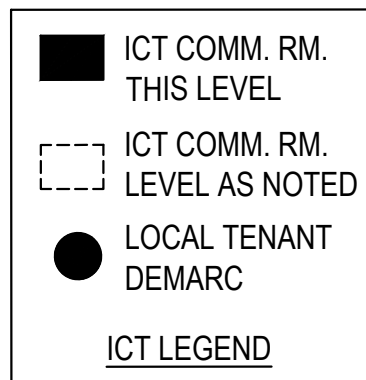 ICT COMM. RM.
THIS LEVEL
ICT COMM. RM.
LEVEL AS NOTED
LOCAL TENANT
DEMARC
ICT LEGEND